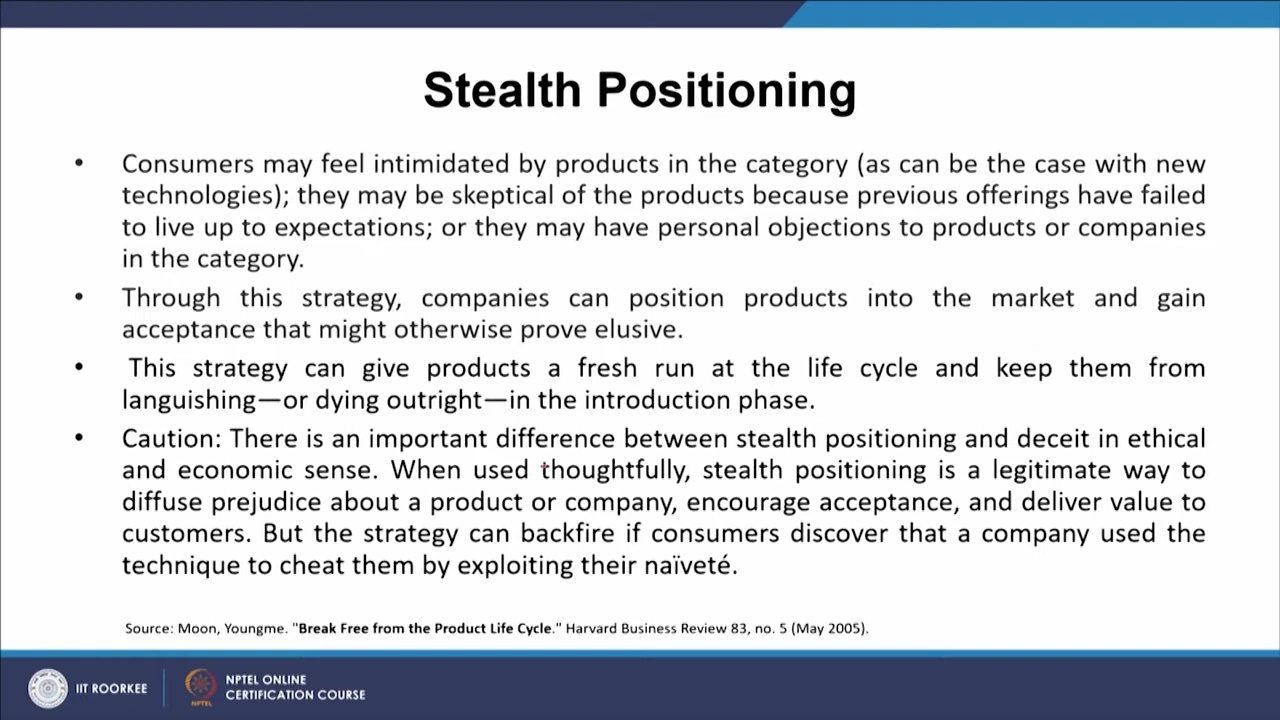 Stealth Positioning
• Consumers may feel intimidated by products in the category (as can be the case with new
technologies); they may be skeptical of the products because previous offerings have failed
to live up to expectations; or they may have personal objections to products or companies
in the category.
• Through this strategy, companies can position products into the market and gain
acceptance that might otherwise prove elusive.
• This strategy can give products a fresh run at the life cycle and keep them from
languishing—or dying outright—in the introduction phase.
• Caution: There is an important difference between stealth positioning and deceit in ethical
and economic sense. When used thoughtfully, stealth positioning is a legitimate way to
diffuse prejudice about a product or company, encourage acceptance, and deliver value to
customers. But the strategy can backfire if consumers discover that a company used the
technique to cheat them by exploiting their naïveté.
Source: Moon, Youngme. "Break Free from the Product Life Cycle." Harvard Business Review 83, no. 5 (May 2005).
IIT ROORKEE
NPTEL
NPTEL ONLINE
CERTIFICATION COURSE